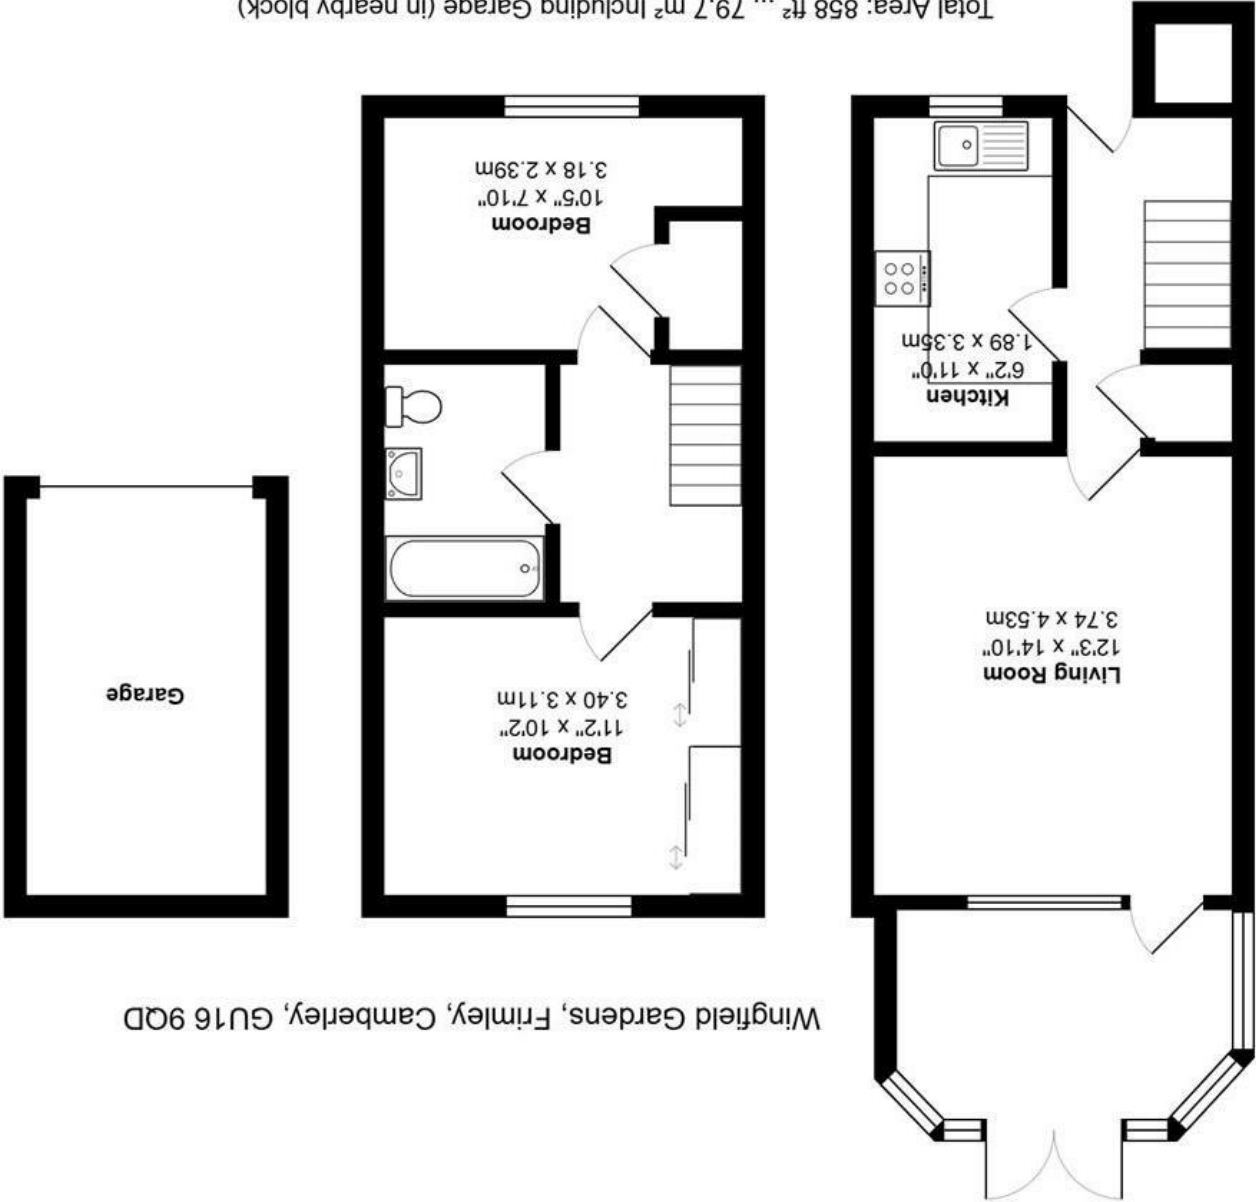 Wingfield Gardens, Frimley, Camberley, GU16 9QD
Living Room
12'3" x 14'10"
3.74 x 4.53m
Kitchen
6'2" x 11'0"
1.89 x 3.35m
Bedroom
11'2" x 10'2"
3.40 x 3.11m
Bedroom
10'5" x 7'10"
3.18 x 2.39m
Garage
Total Area: 858 ft² ... 79.7 m² Including Garage (in nearby block)